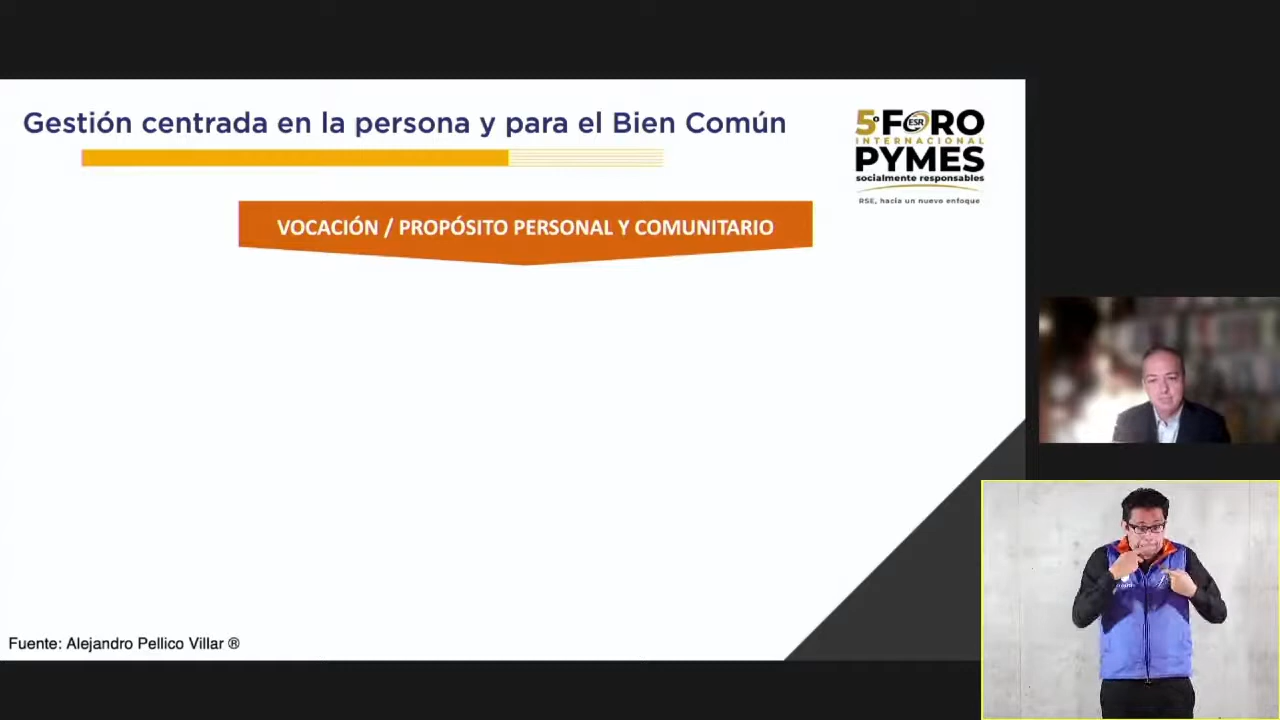 Gestión centrada en la persona y para el Bien Común
5º FORO
ESR
INTERNACIONAL
PYMES
socialmente responsables
RSE, hacia un nuevo enfoque
VOCACIÓN / PROPÓSITO PERSONAL Y COMUNITARIO
Fuente: Alejandro Pellico Villar ®